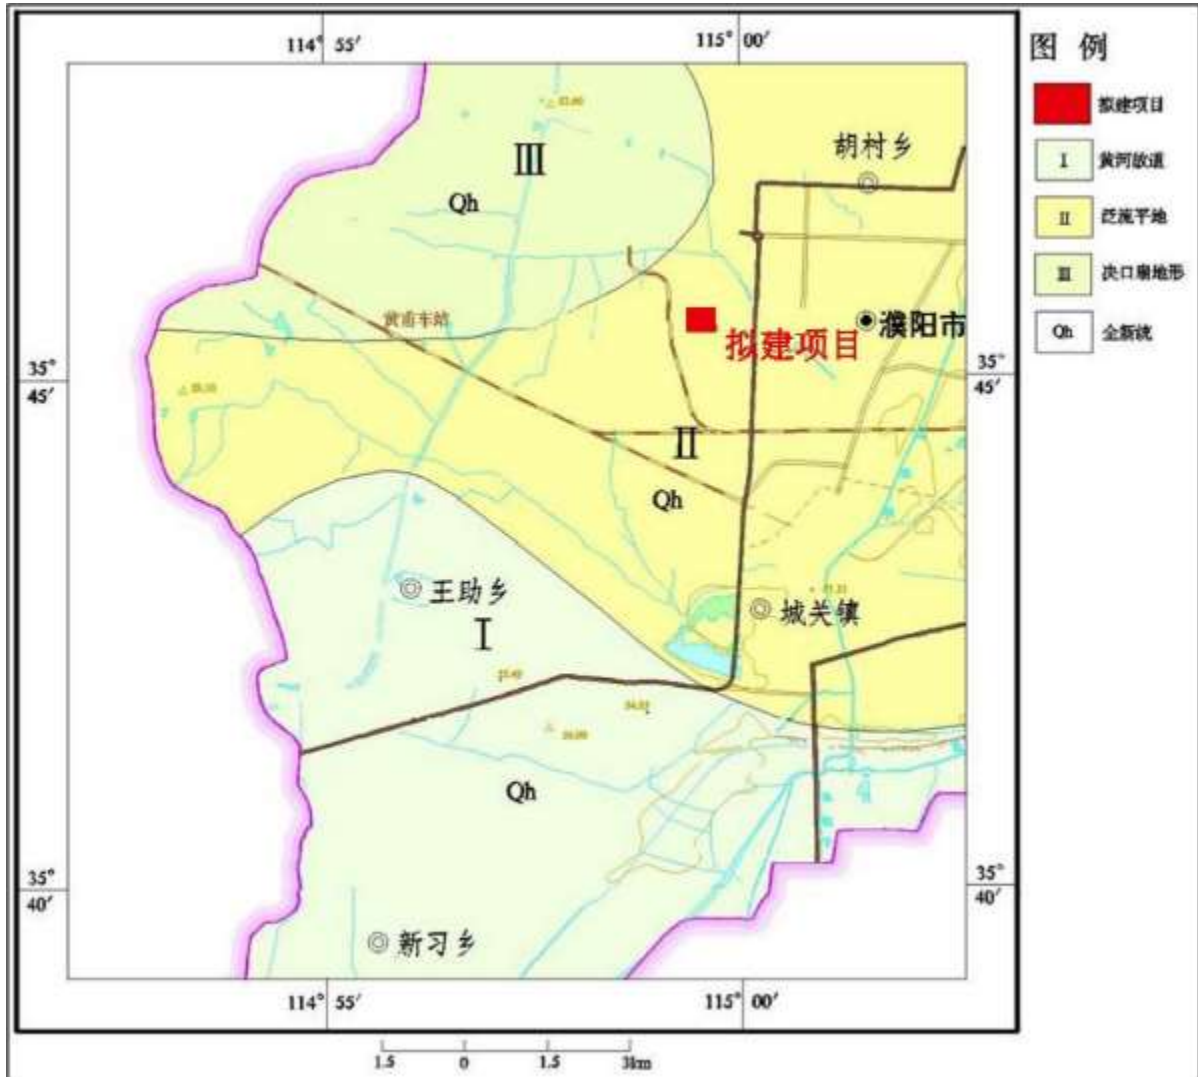 114° 55′
115° 00′
图 例
拟建项目
Ⅰ 黄河故道
Ⅱ 泛流平地
Ⅲ 决口扇地形
Qh 全新统
胡村乡
Ⅲ
Qh
黄甫车站
拟建项目
濮阳市
35°
45′
35°
45′
Ⅱ
Qh
王助乡
Ⅰ
城关镇
Qh
35°
40′
35°
40′
新习乡
114° 55′
115° 00′
1.5 0 1.5 3km